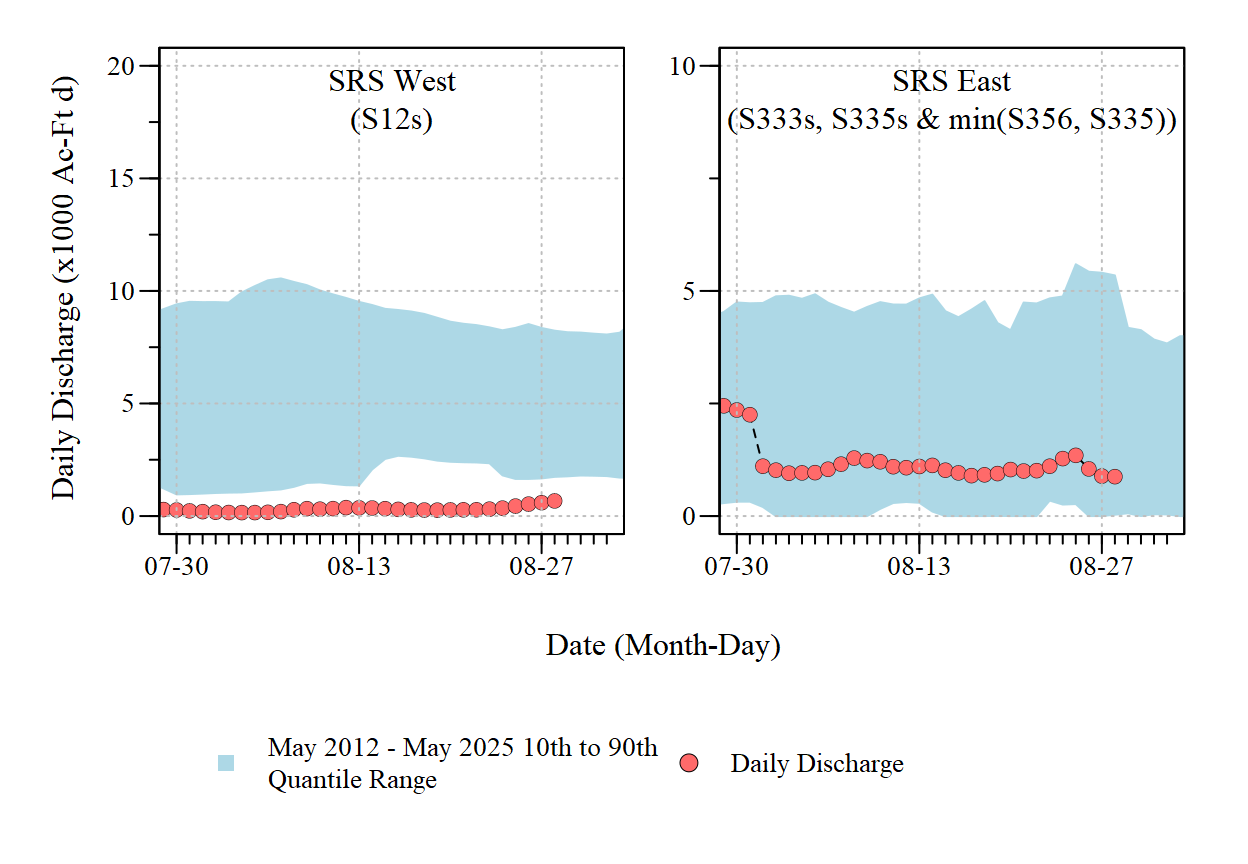 SRS West
(S12s)
20
15
10
5
0
07-30
08-13
08-27
Daily Discharge (x1000 Ac-Ft d)
SRS East
(S333s, S335s & min(S356, S335))
10
5
0
07-30
08-13
08-27
Date (Month-Day)
May 2012 - May 2025 10th to 90th
Quantile Range
Daily Discharge